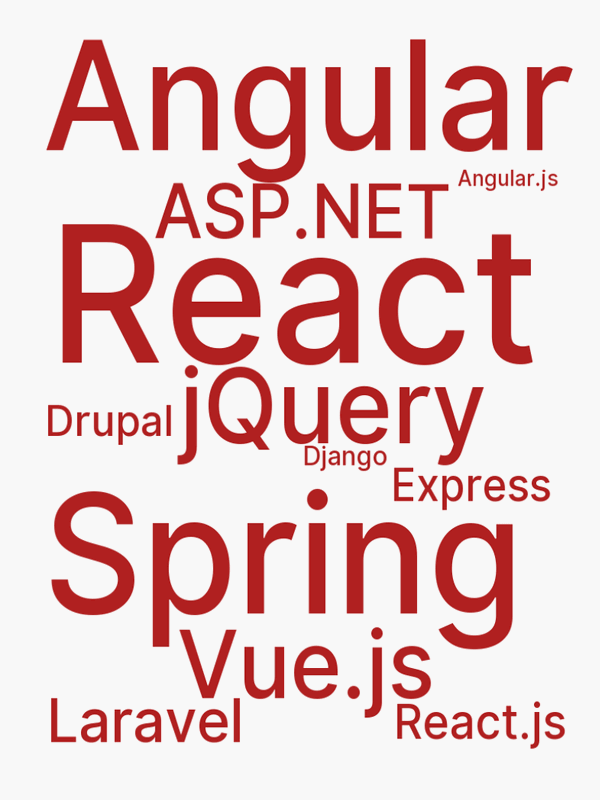 Angular
Angular.js
ASP.NET
React
jQuery
Drupal
Django
Express
Spring
Vue.js
Laravel
React.js